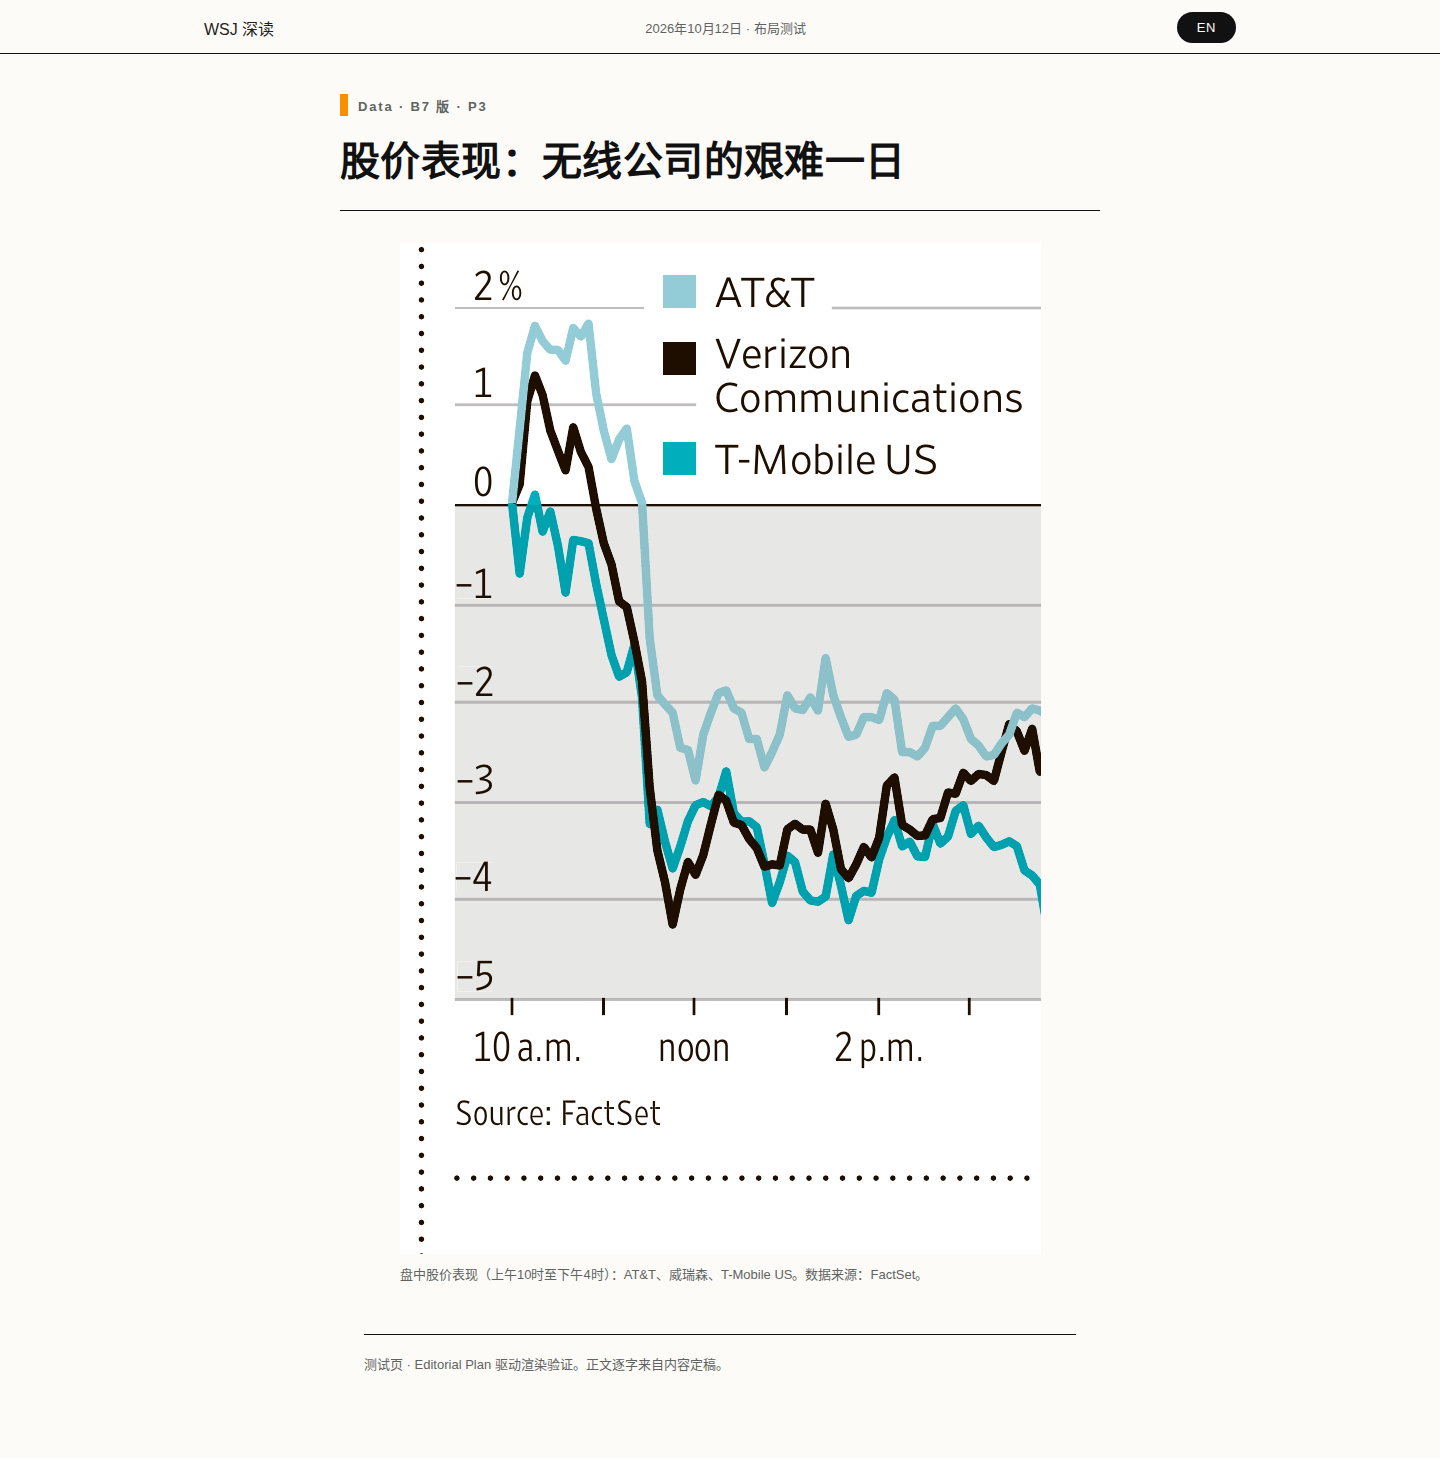 WSJ 深读
2026年10月12日 · 布局测试
EN
Data · B7 版 · P3
股价表现：无线公司的艰难一日
2%
AT&T
Verizon
Communications
T-Mobile US
1
0
−1
−2
−3
−4
−5
10 a.m.
noon
2 p.m.
Source: FactSet
盘中股价表现（上午10时至下午4时）：AT&T、威瑞森、T-Mobile US。数据来源：FactSet。
测试页 · Editorial Plan 驱动渲染验证。正文逐字来自内容定稿。